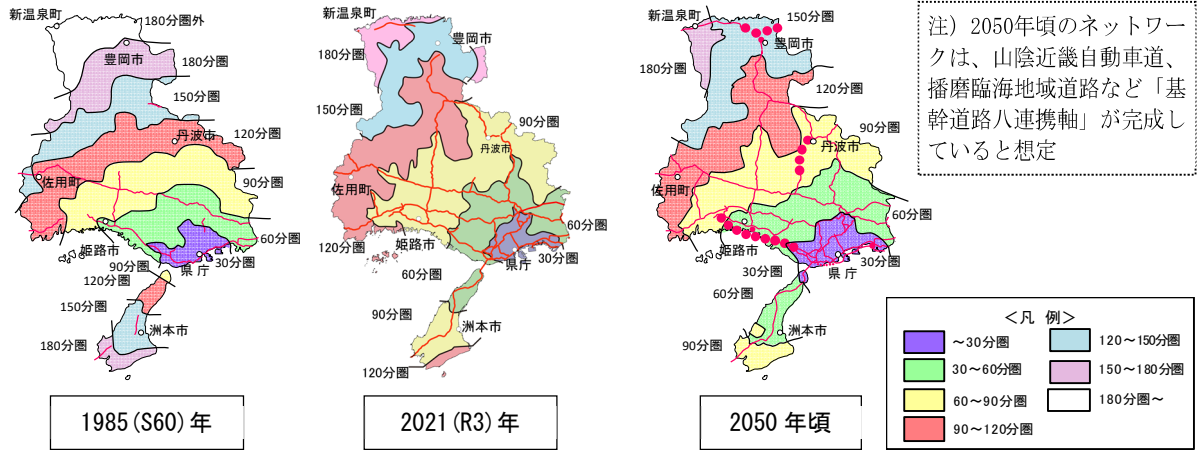 新温泉町
180分圏外
豊岡市
180分圏
150分圏
丹波市
120分圏
佐用町
90分圏
姫路市
60分圏
30分圏
県庁
90分圏
120分圏
150分圏
洲本市
180分圏
1985(S60)年
新温泉町
豊岡市
180分圏
150分圏
90分圏
丹波市
佐用町
120分圏
姫路市
60分圏
30分圏
県庁
60分圏
90分圏
120分圏
洲本市
2021(R3)年
新温泉町
150分圏
豊岡市
180分圏
120分圏
90分圏
丹波市
佐用町
60分圏
姫路市
30分圏
県庁
30分圏
60分圏
洲本市
90分圏
2050年頃
注）2050年頃のネットワー
クは、山陰近畿自動車道、
播磨臨海地域道路など「基
幹道路八連携軸」が完成し
ていると想定
＜凡 例＞
～30分圏
30～60分圏
60～90分圏
90～120分圏
120～150分圏
150～180分圏
180分圏～